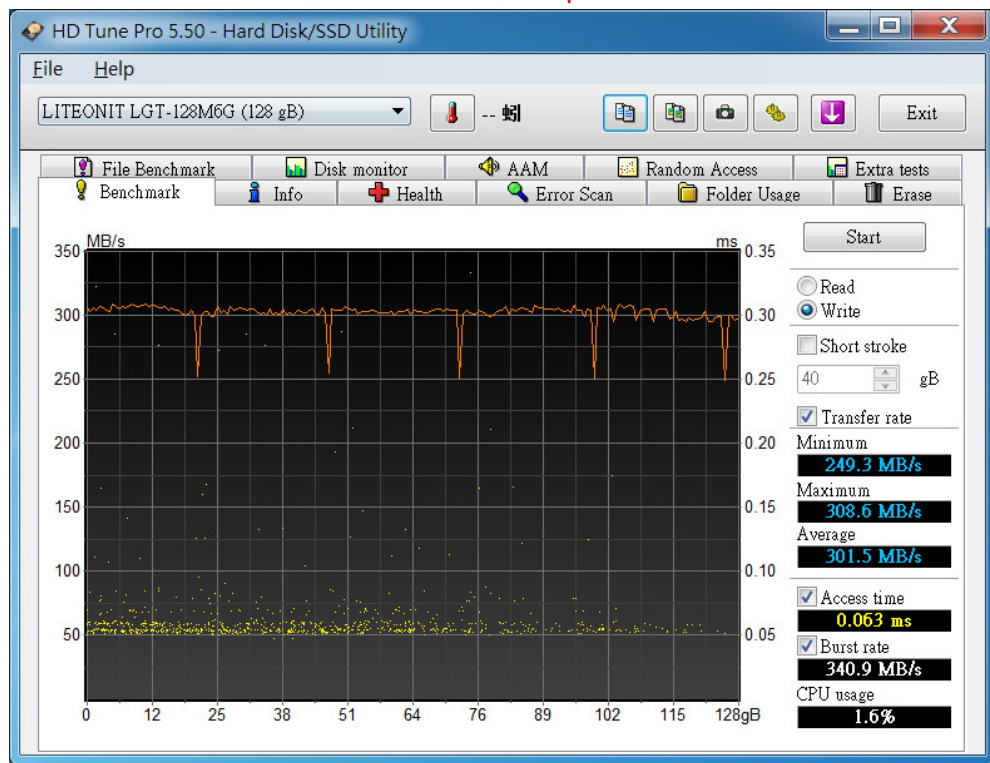 HD Tune Pro 5.50 - Hard Disk/SSD Utility
File Help
LITEONIT LGT-128M6G (128 gB) -- 蚓 Exit
File Benchmark Disk monitor AAM Random Access Extra tests
Benchmark Info Health Error Scan Folder Usage Erase
MB/s ms
350 0.35
300 0.30
250 0.25
200 0.20
150 0.15
100 0.10
50 0.05
0 12 25 38 51 64 76 89 102 115 128gB
Start
Read
Write
Short stroke
40 gB
Transfer rate
Minimum
249.3 MB/s
Maximum
308.6 MB/s
Average
301.5 MB/s
Access time
0.063 ms
Burst rate
340.9 MB/s
CPU usage
1.6%